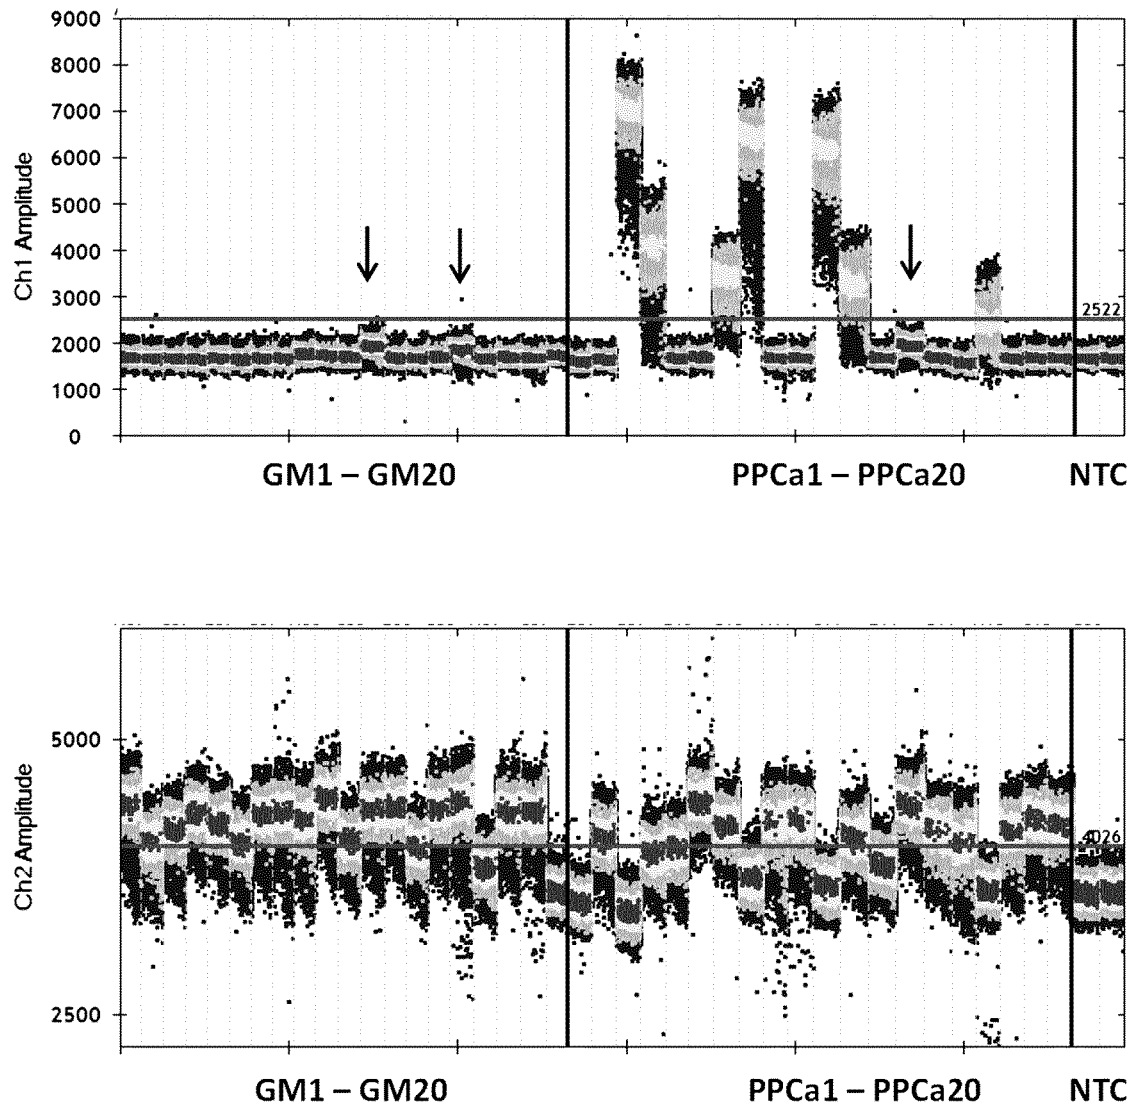 9000
8000
7000
6000
5000
4000
3000
2000
1000
0
Ch1 Amplitude
2522
GM1 – GM20
PPCa1 – PPCa20
NTC
5000
2500
Ch2 Amplitude
4026
GM1 – GM20
PPCa1 – PPCa20
NTC